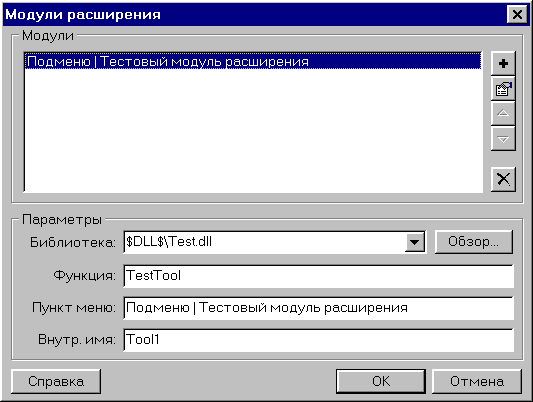 Модули расширения
Модули
Подменю|Тестовый модуль расширения
Параметры
Библиотека: $DLL$\Test.dll Обзор...
Функция: TestTool
Пункт меню: Подменю|Тестовый модуль расширения
Внутр. имя: Tool1
Справка OK Отмена